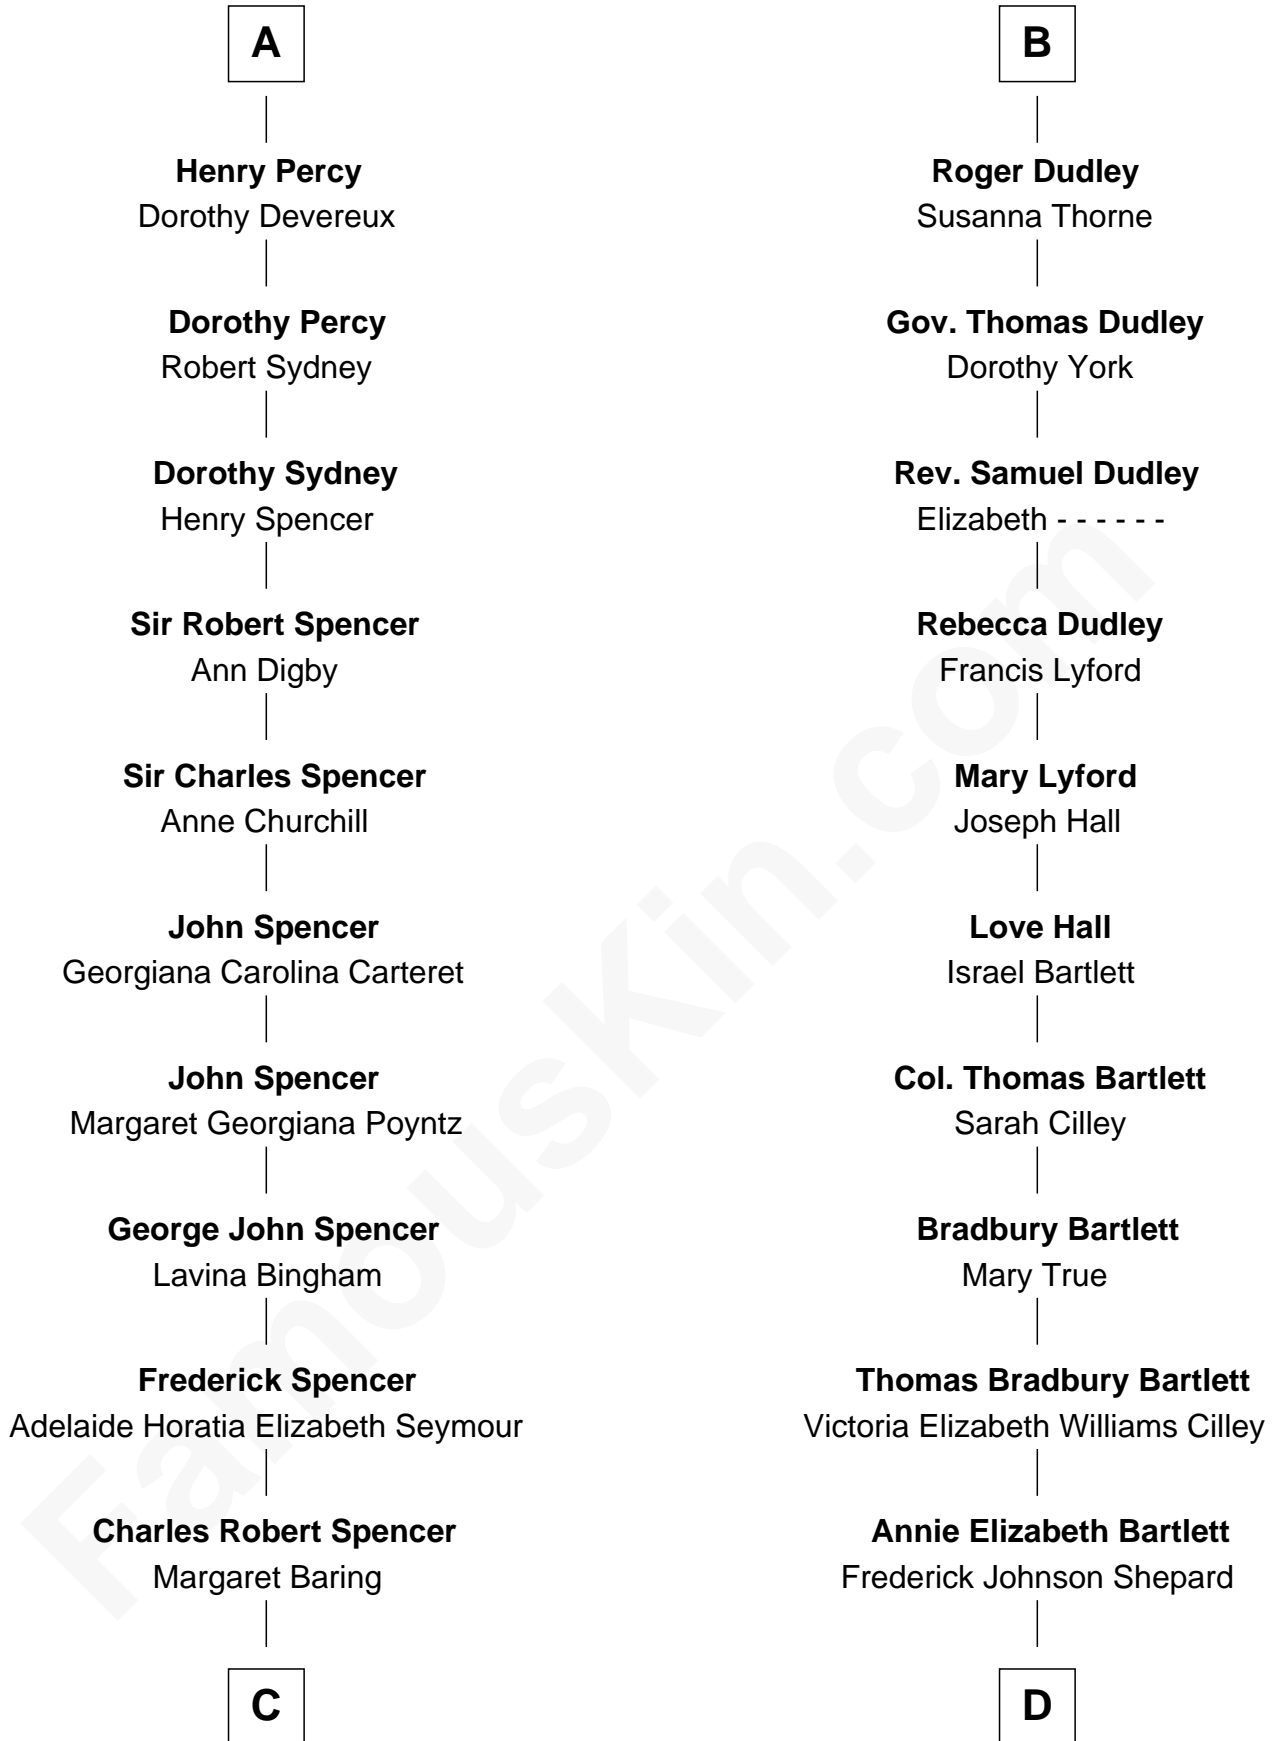 A
Henry Percy
Dorothy Devereux
Dorothy Percy
Robert Sydney
Dorothy Sydney
Henry Spencer
Sir Robert Spencer
Ann Digby
Sir Charles Spencer
Anne Churchill
John Spencer
Georgiana Carolina Carteret
John Spencer
Margaret Georgiana Poyntz
George John Spencer
Lavina Bingham
Frederick Spencer
Adelaide Horatia Elizabeth Seymour
Charles Robert Spencer
Margaret Baring
C
B
Roger Dudley
Susanna Thorne
Gov. Thomas Dudley
Dorothy York
Rev. Samuel Dudley
Elizabeth - - - - - -
Rebecca Dudley
Francis Lyford
Mary Lyford
Joseph Hall
Love Hall
Israel Bartlett
Col. Thomas Bartlett
Sarah Cilley
Bradbury Bartlett
Mary True
Thomas Bradbury Bartlett
Victoria Elizabeth Williams Cilley
Annie Elizabeth Bartlett
Frederick Johnson Shepard
D
FamousKin.com